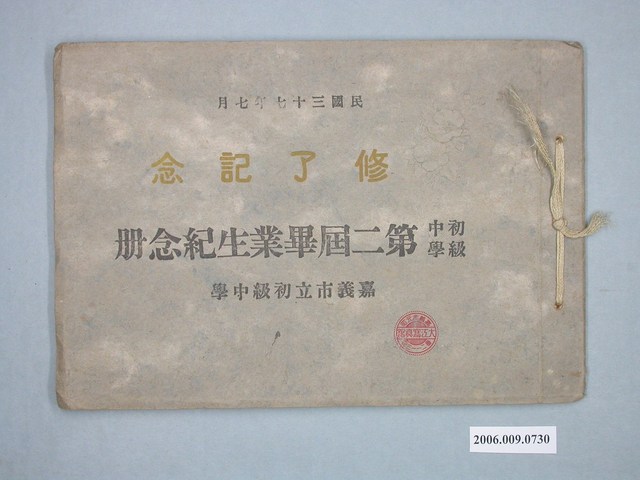 民國三十七年七月
修了記念
初級中學第二屆畢業生紀念册
嘉義市立初級中學
2006.009.0730